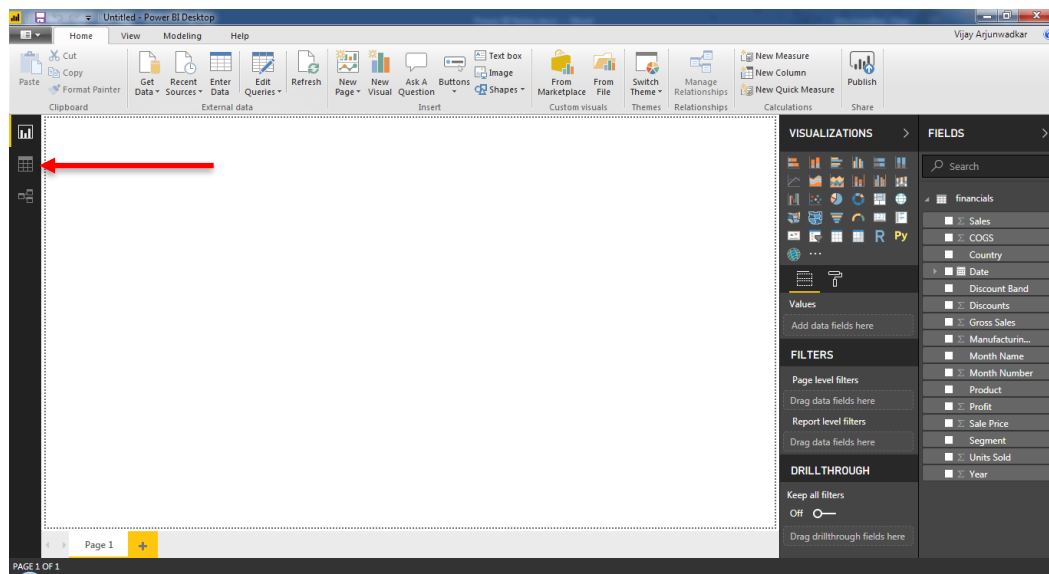 Untitled - Power BI Desktop
Home View Modeling Help
Vijay Arjunwadkar
Paste
Cut
Copy
Format Painter
Clipboard
Get Data
Recent Sources
Enter Data
Edit Queries
Refresh
External data
New Page
New Visual
Ask A Question
Buttons
Text box
Image
Shapes
Insert
From Marketplace
From File
Custom visuals
Switch Theme
Themes
Manage Relationships
Relationships
New Measure
New Column
New Quick Measure
Calculations
Publish
Share
VISUALIZATIONS
R Py
Values
Add data fields here
FILTERS
Page level filters
Drag data fields here
Report level filters
Drag data fields here
DRILLTHROUGH
Keep all filters
Off
Drag drillthrough fields here
FIELDS
Search
financials
Σ Sales
Σ COGS
Country
Date
Discount Band
Σ Discounts
Σ Gross Sales
Σ Manufacturin...
Month Name
Σ Month Number
Product
Σ Profit
Σ Sale Price
Segment
Σ Units Sold
Σ Year
Page 1
PAGE 1 OF 1